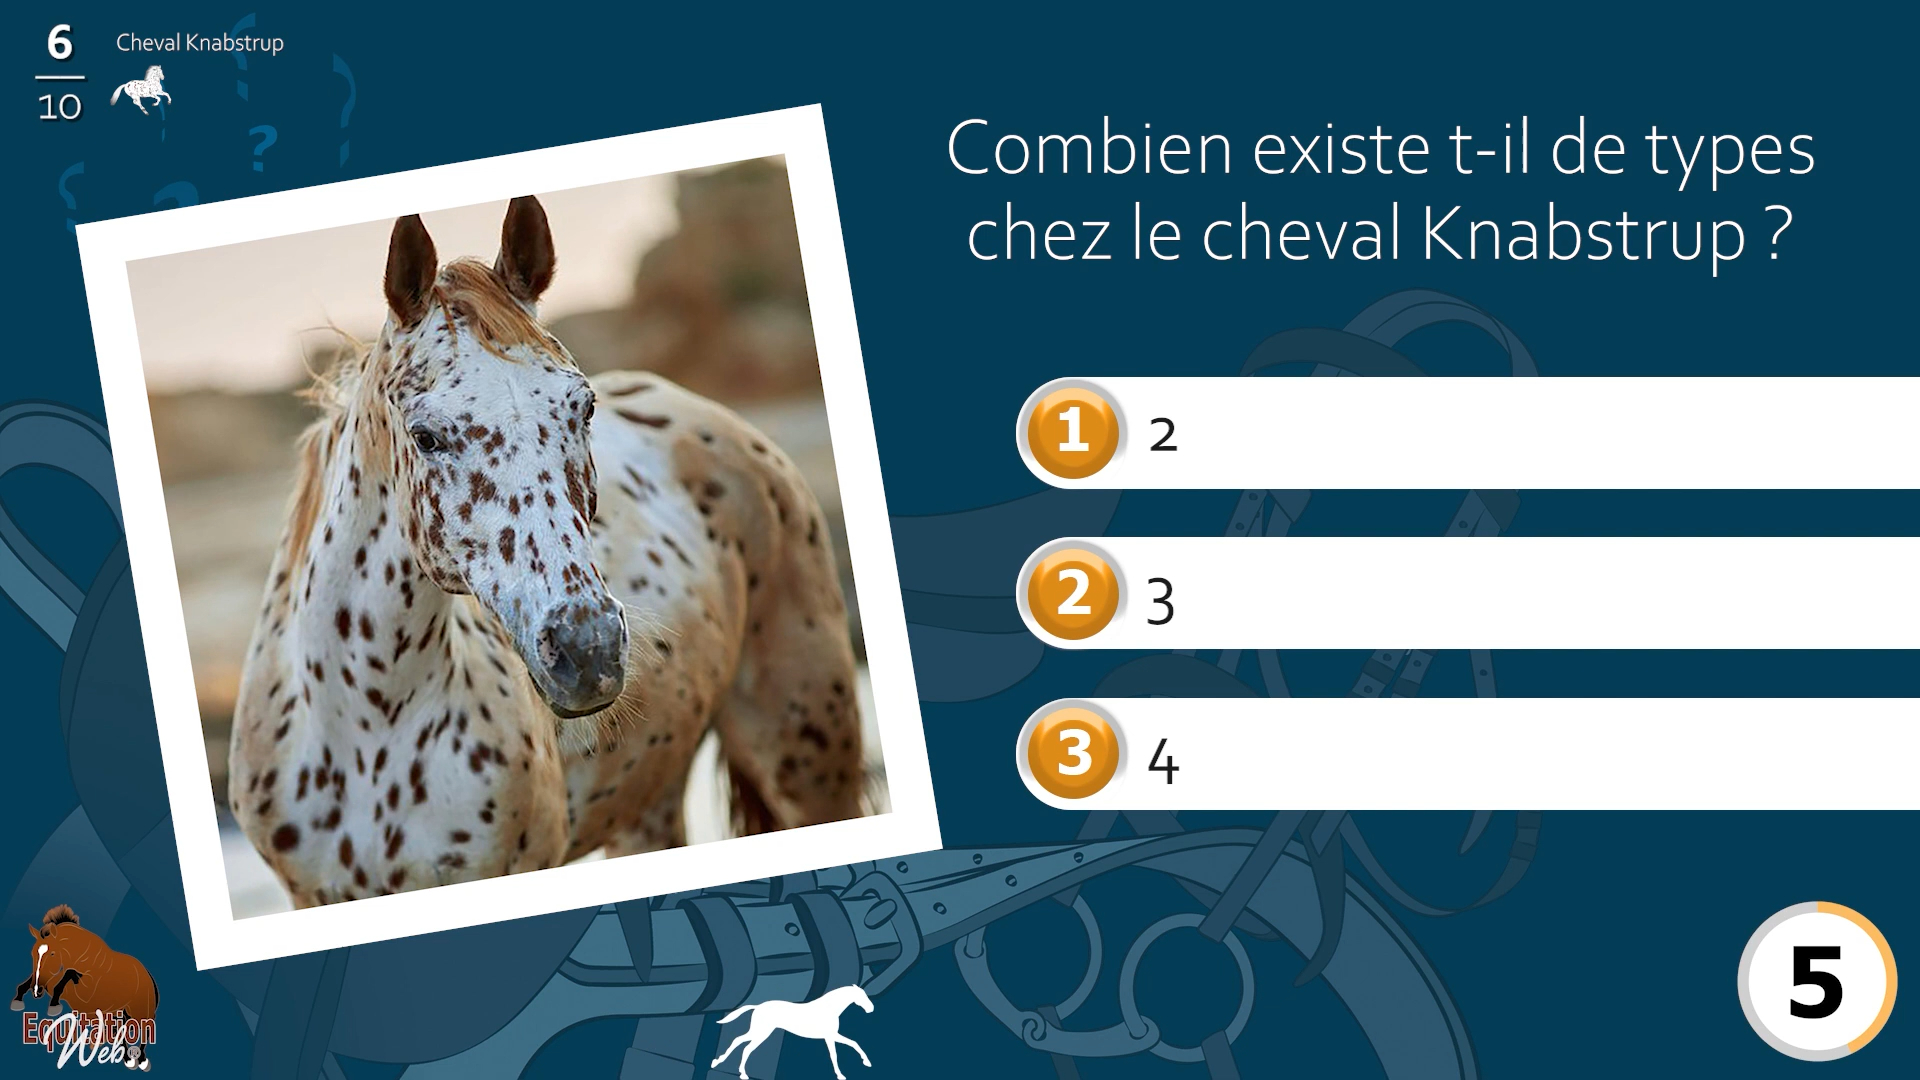 6
10
Cheval Knabstrup
Combien existe t-il de types
chez le cheval Knabstrup ?
1 2
2 3
3 4
Equitation
Web
5